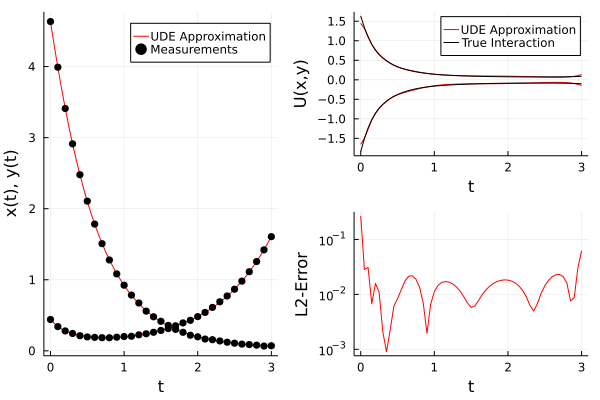 x(t), y(t)
4
3
2
1
0
0
1
2
3
t
UDE Approximation
Measurements
U(x,y)
1.5
1.0
0.5
0.0
−0.5
−1.0
−1.5
0
1
2
3
t
UDE Approximation
True Interaction
L2-Error
10⁻¹
10⁻²
10⁻³
0
1
2
3
t